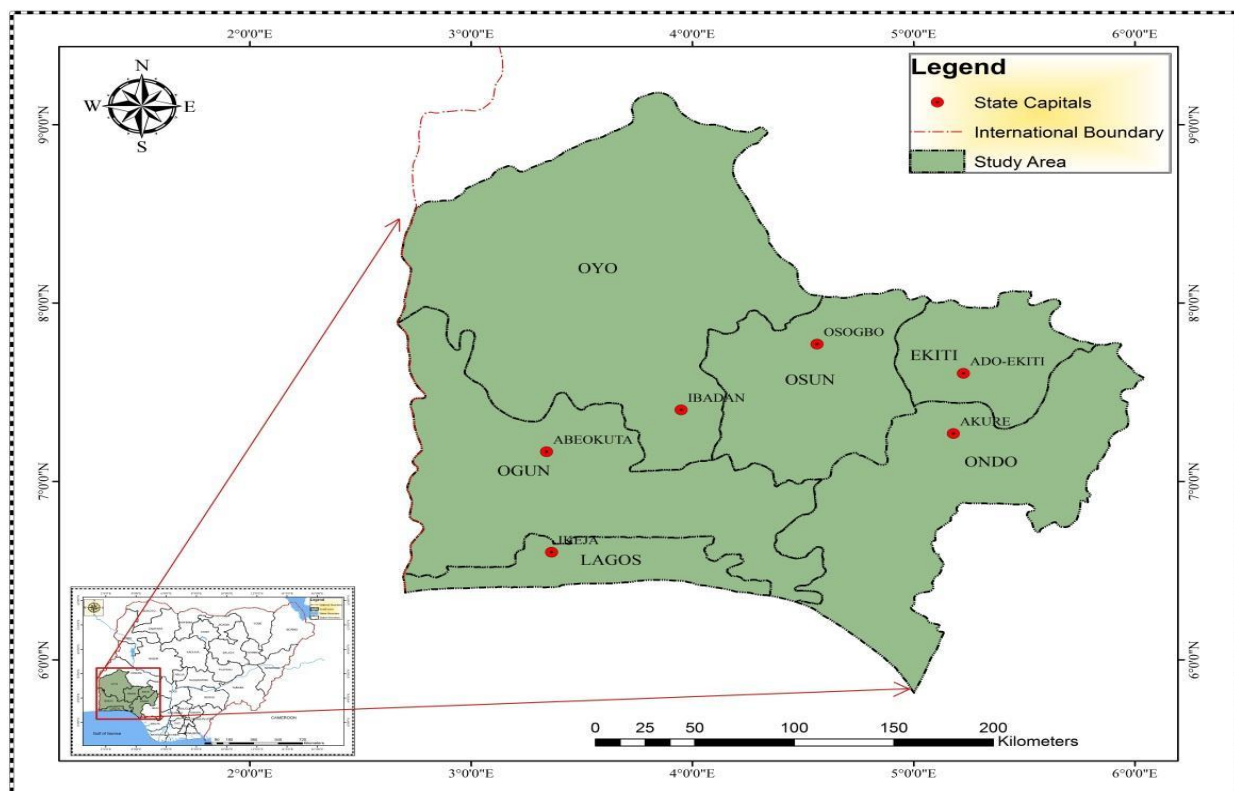 2°0'0"E 3°0'0"E 4°0'0"E 5°0'0"E 6°0'0"E
N
W E
S
Legend
State Capitals
International Boundary
Study Area
9°0'0"N 9°0'0"N
OYO
8°0'0"N 8°0'0"N
OSOGBO
EKITI
ADO-EKITI
OSUN
IBADAN
AKURE
ABEOKUTA
OGUN
ONDO
7°0'0"N 7°0'0"N
IKEJA
LAGOS
6°0'0"N 6°0'0"N
Legend
CAMEROON
0 25 50 100 150 200
Kilometers
2°0'0"E 3°0'0"E 4°0'0"E 5°0'0"E 6°0'0"E